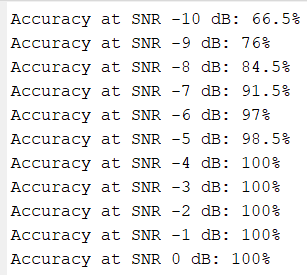 Accuracy at SNR -10 dB: 66.5%
Accuracy at SNR -9 dB: 76%
Accuracy at SNR -8 dB: 84.5%
Accuracy at SNR -7 dB: 91.5%
Accuracy at SNR -6 dB: 97%
Accuracy at SNR -5 dB: 98.5%
Accuracy at SNR -4 dB: 100%
Accuracy at SNR -3 dB: 100%
Accuracy at SNR -2 dB: 100%
Accuracy at SNR -1 dB: 100%
Accuracy at SNR 0 dB: 100%